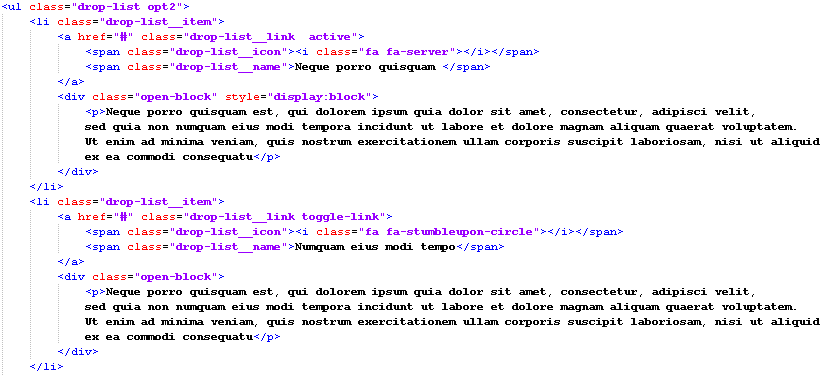 <ul class="drop-list opt2">
<li class="drop-list__item">
<a href="#" class="drop-list__link  active">
<span class="drop-list__icon"><i class="fa fa-server"></i></span>
<span class="drop-list__name">Neque porro quisquam </span>
</a>
<div class="open-block" style="display:block">
<p>Neque porro quisquam est, qui dolorem ipsum quia dolor sit amet, consectetur, adipisci velit,
sed quia non numquam eius modi tempora incidunt ut labore et dolore magnam aliquam quaerat voluptatem.
Ut enim ad minima veniam, quis nostrum exercitationem ullam corporis suscipit laboriosam, nisi ut aliquid
ex ea commodi consequatu</p>
</div>
</li>
<li class="drop-list__item">
<a href="#" class="drop-list__link toggle-link">
<span class="drop-list__icon"><i class="fa fa-stumbleupon-circle"></i></span>
<span class="drop-list__name">Numquam eius modi tempo</span>
</a>
<div class="open-block">
<p>Neque porro quisquam est, qui dolorem ipsum quia dolor sit amet, consectetur, adipisci velit,
sed quia non numquam eius modi tempora incidunt ut labore et dolore magnam aliquam quaerat voluptatem.
Ut enim ad minima veniam, quis nostrum exercitationem ullam corporis suscipit laboriosam, nisi ut aliquid
ex ea commodi consequatu</p>
</div>
</li>